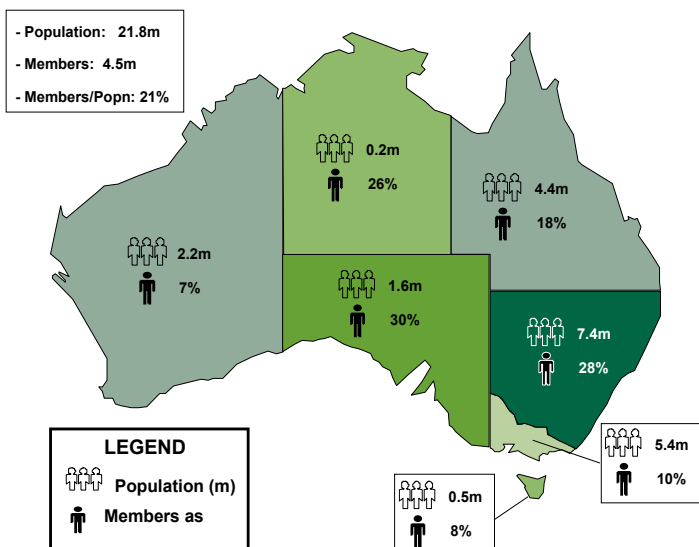 - Population: 21.8m
- Members: 4.5m
- Members/Popn: 21%
0.2m
26%
4.4m
18%
2.2m
7%
1.6m
30%
7.4m
28%
5.4m
10%
0.5m
8%
LEGEND
Population (m)
Members as